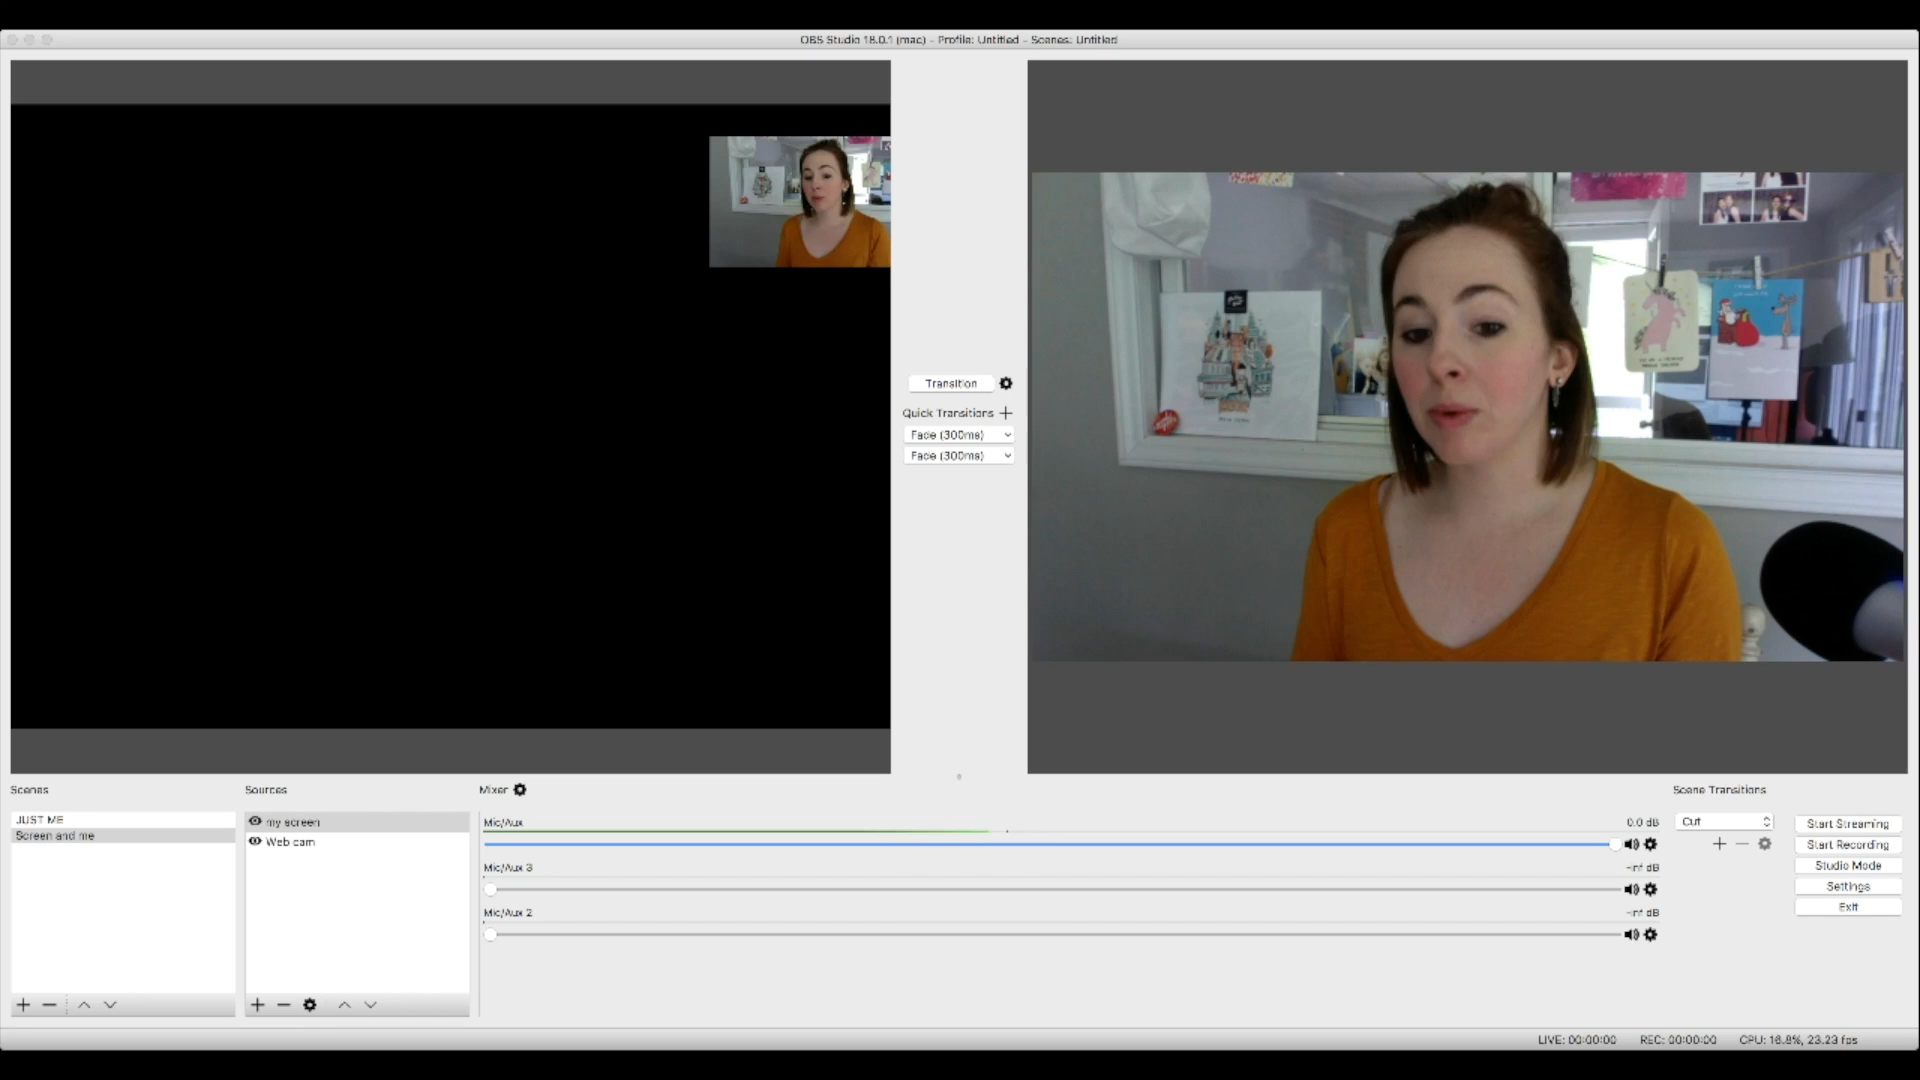 OBS Studio 18.0.1 (mac) - Profile: Untitled - Scenes: Untitled
Transition
Quick Transitions
Fade (300ms)
Fade (300ms)
Scenes
JUST ME
Screen and me
Sources
my screen
Web cam
Mixer
Mic/Aux
0.0 dB
Mic/Aux 3
-inf dB
Mic/Aux 2
-inf dB
Scene Transitions
Cut
Start Streaming
Start Recording
Studio Mode
Settings
Exit
LIVE: 00:00:00
REC: 00:00:00
CPU: 16.8%, 23.23 fps